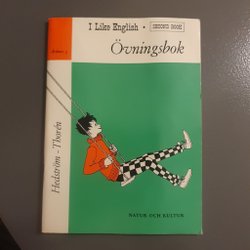 I Like English • SECOND BOOK
Övningsbok
Hedström - Thorén
NATUR OCH KULTUR